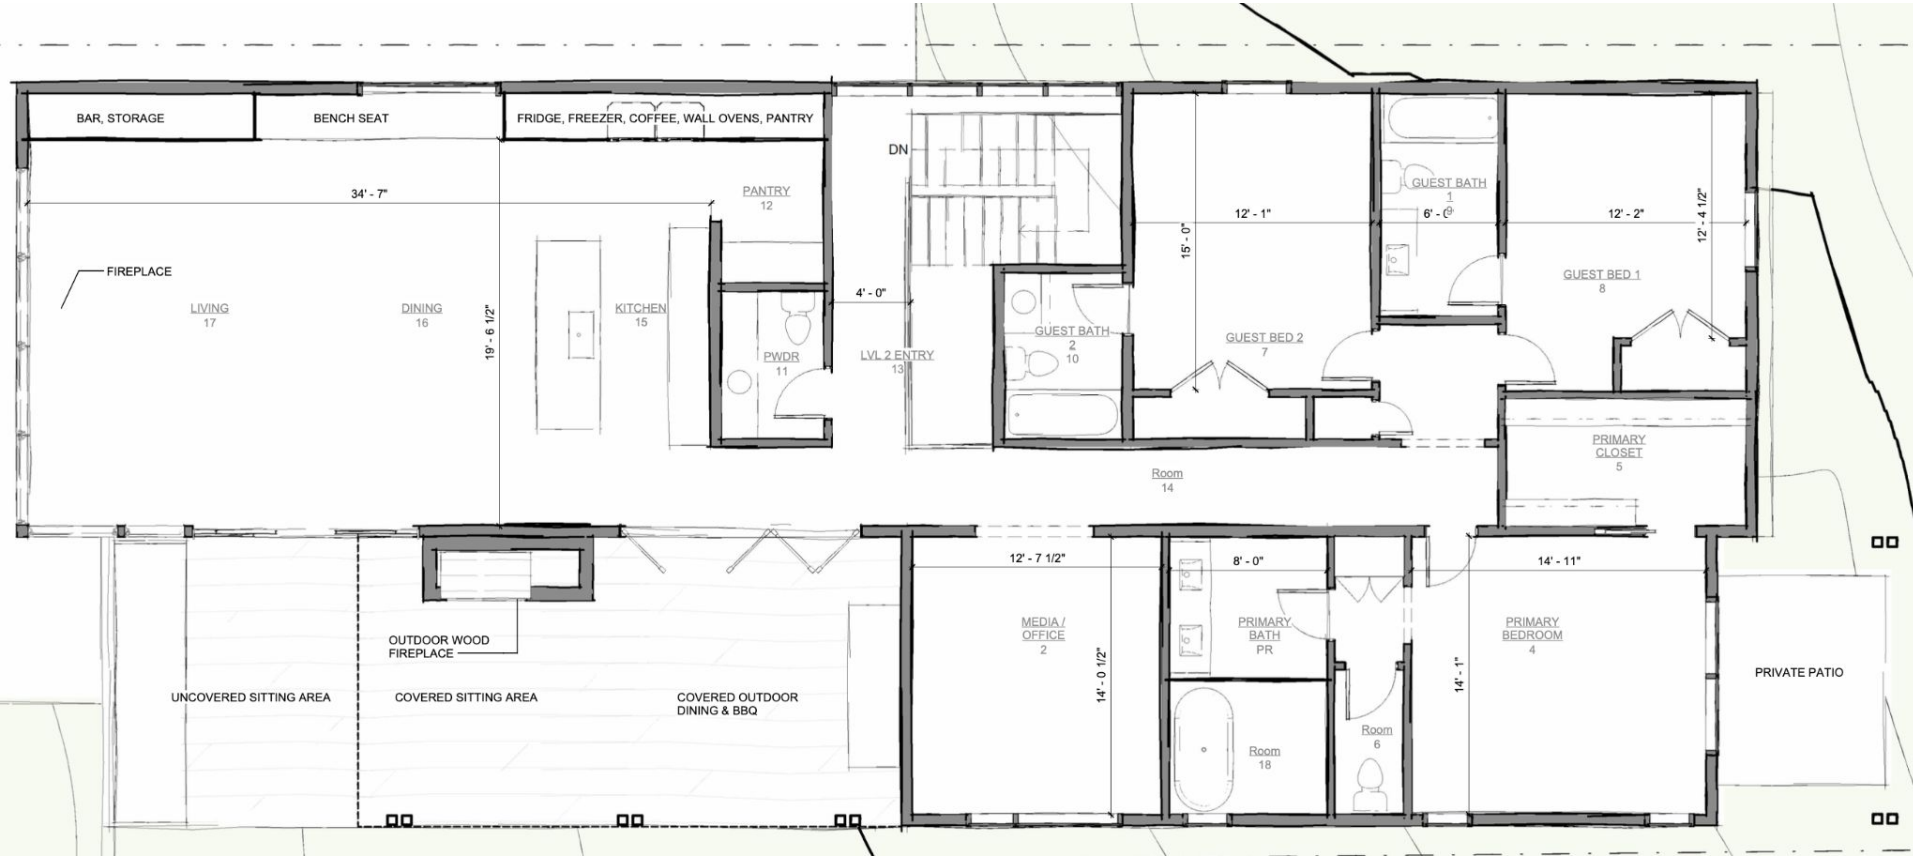 BAR, STORAGE
BENCH SEAT
FRIDGE, FREEZER, COFFEE, WALL OVENS, PANTRY
DN
34' - 7"
PANTRY
12
12' - 1"
15' - 0"
GUEST BATH
1
9
6' - 0"
12' - 2"
12' - 4 1/2"
FIREPLACE
LIVING
17
DINING
16
19' - 6 1/2"
KITCHEN
15
4' - 0"
PWDR
11
LVL 2 ENTRY
13
GUEST BATH
2
10
GUEST BED 2
7
GUEST BED 1
8
PRIMARY
CLOSET
5
Room
14
12' - 7 1/2"
8' - 0"
14' - 11"
OUTDOOR WOOD
FIREPLACE
MEDIA /
OFFICE
2
14' - 0 1/2"
PRIMARY
BATH
PR
PRIMARY
BEDROOM
4
14' - 1"
PRIVATE PATIO
UNCOVERED SITTING AREA
COVERED SITTING AREA
COVERED OUTDOOR
DINING & BBQ
Room
18
Room
6